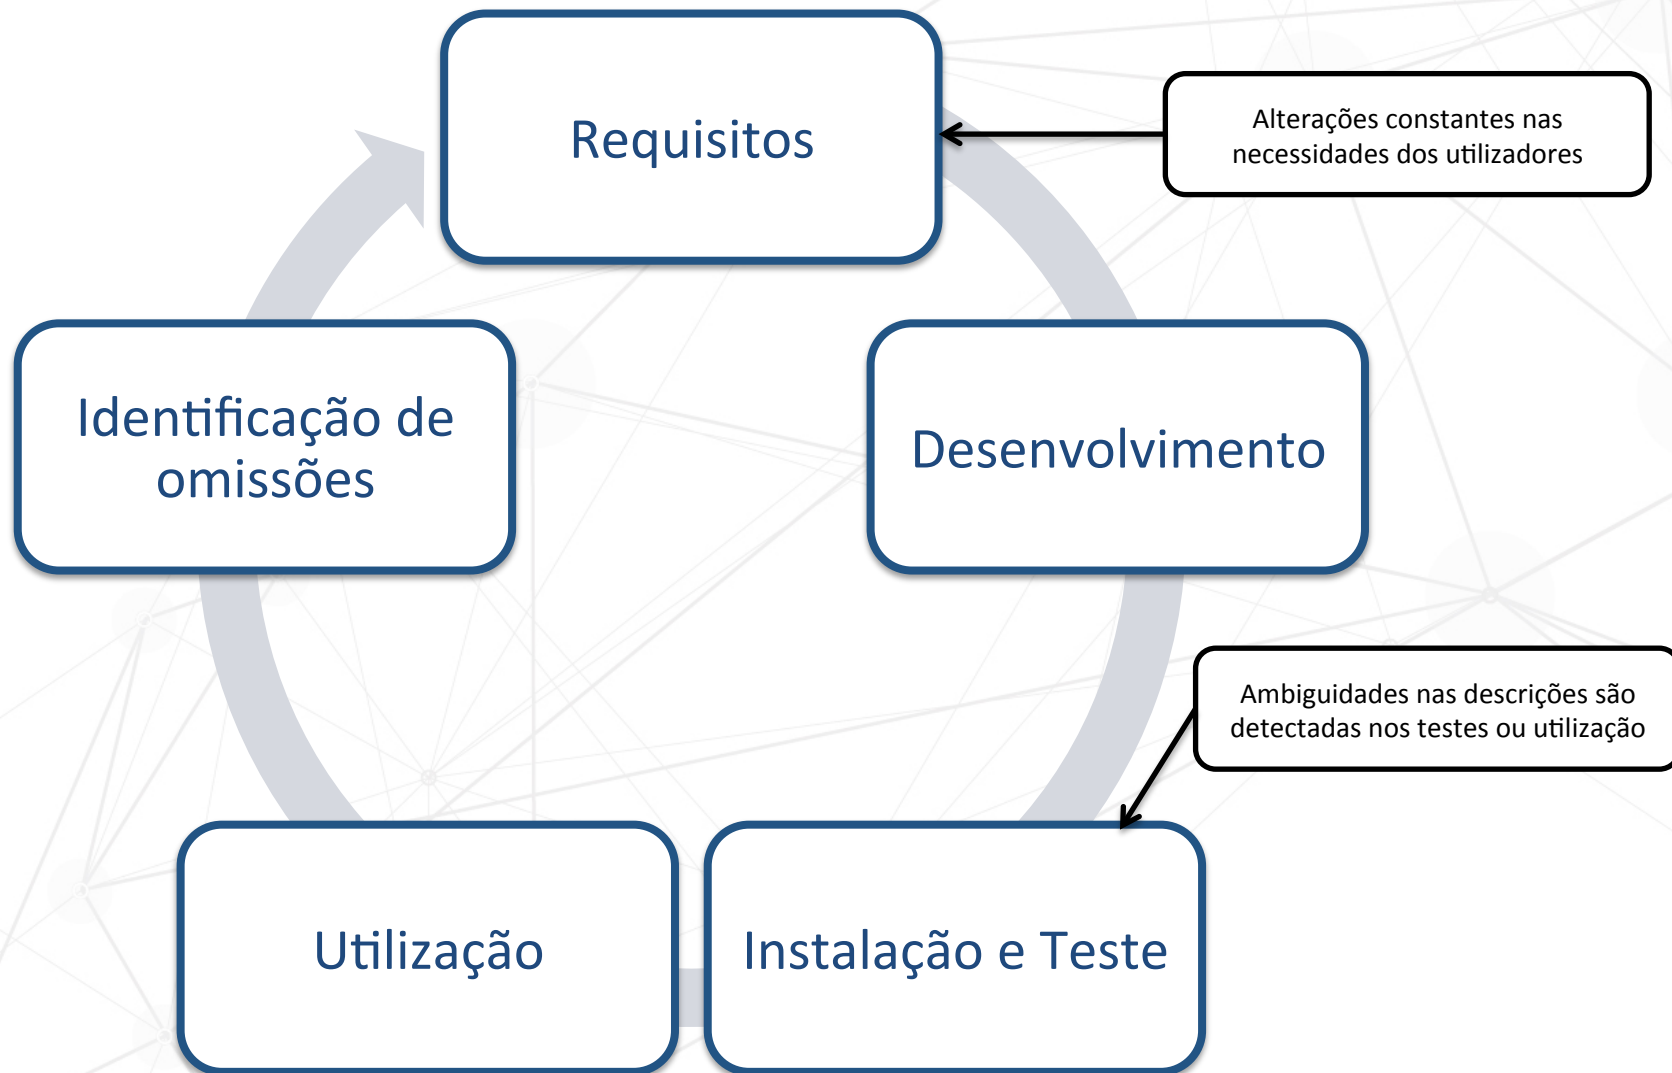 Requisitos
Alterações constantes nas
necessidades dos utilizadores
Identificação de
omissões
Desenvolvimento
Ambiguidades nas descrições são
detectadas nos testes ou utilização
Utilização
Instalação e Teste